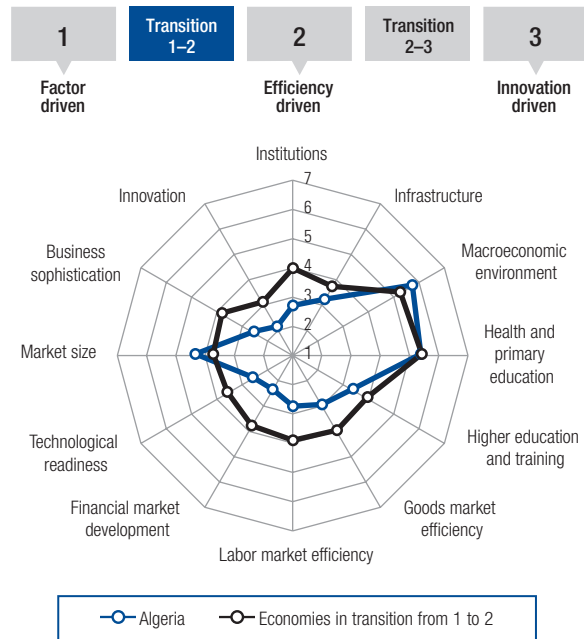 1
Transition
1–2
2
Transition
2–3
3
Factor
driven
Efficiency
driven
Innovation
driven
Institutions
Infrastructure
Macroeconomic
environment
Health and
primary
education
Higher education
and training
Goods market
efficiency
Labor market efficiency
Financial market
development
Technological
readiness
Market size
Business
sophistication
Innovation
7
6
5
4
3
2
1
Algeria
Economies in transition from 1 to 2